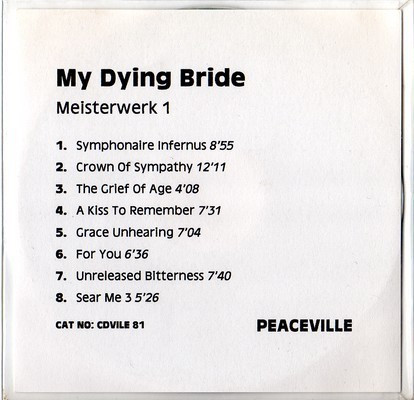 My Dying Bride
Meisterwerk 1
1. Symphonaire Infernus 8'55
2. Crown Of Sympathy 12'11
3. The Grief Of Age 4'08
4. A Kiss To Remember 7'31
5. Grace Unhearing 7'04
6. For You 6'36
7. Unreleased Bitterness 7'40
8. Sear Me 3 5'26
CAT NO: CDVILE 81 PEACEVILLE